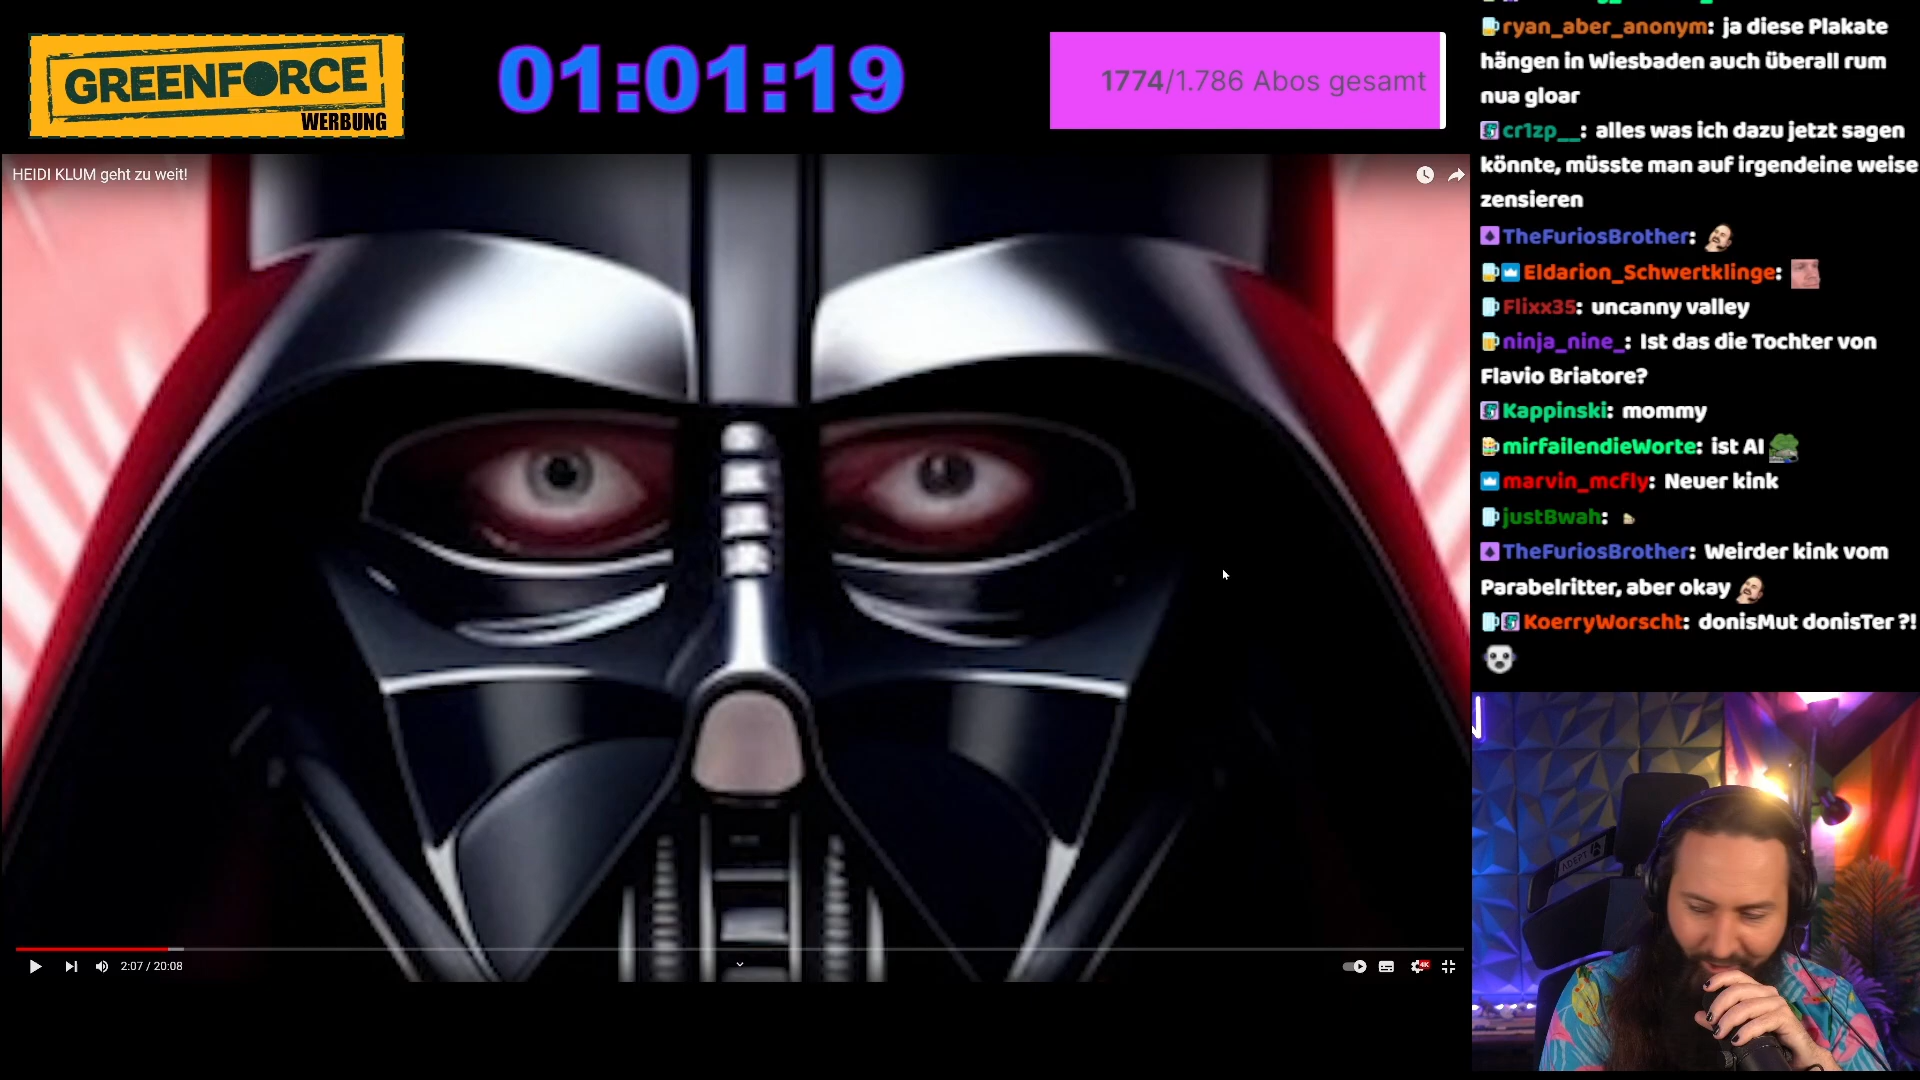 GREENFORCE
WERBUNG
01:01:19
1774/1.786 Abos gesamt
HEIDI KLUM geht zu weit!
2:07 / 20:08
4K
ryan_aber_anonym: ja diese Plakate
hängen in Wiesbaden auch überall rum
nua gloar
cr1zp__: alles was ich dazu jetzt sagen
könnte, müsste man auf irgendeine weise
zensieren
TheFuriosBrother:
Eldarion_Schwertklinge:
Flixx35: uncanny valley
ninja_nine_: Ist das die Tochter von
Flavio Briatore?
Kappinski: mommy
mirfailendieWorte: ist AI
marvin_mcfly: Neuer kink
justBwah:
TheFuriosBrother: Weirder kink vom
Parabelritter, aber okay
KoerryWorscht: donisMut donisTer ?!
ADEPT